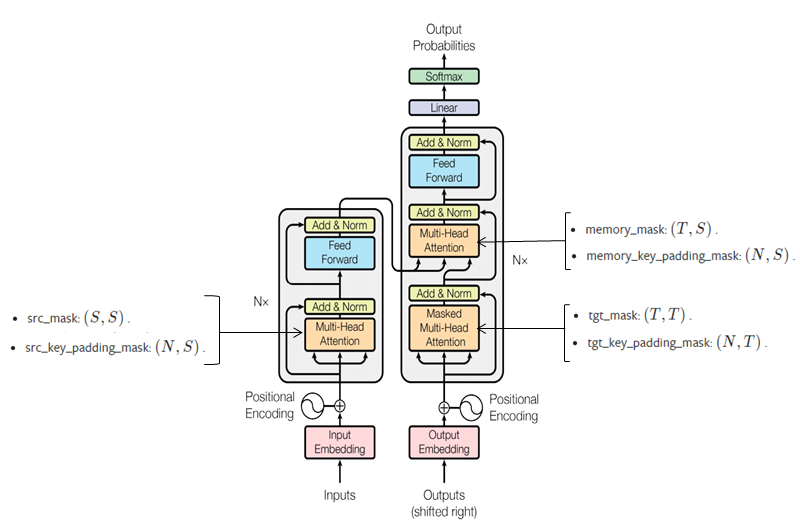 Output
Probabilities
Softmax
Linear
Add & Norm
Feed
Forward
Add & Norm
Multi-Head
Attention
Add & Norm
Masked
Multi-Head
Attention
N×
Add & Norm
Feed
Forward
Add & Norm
Multi-Head
Attention
N×
• memory_mask: (T, S) .
• memory_key_padding_mask: (N, S) .
• tgt_mask: (T, T) .
• tgt_key_padding_mask: (N, T) .
• src_mask: (S, S) .
• src_key_padding_mask: (N, S) .
Positional
Encoding
Positional
Encoding
Input
Embedding
Output
Embedding
Inputs
Outputs
(shifted right)